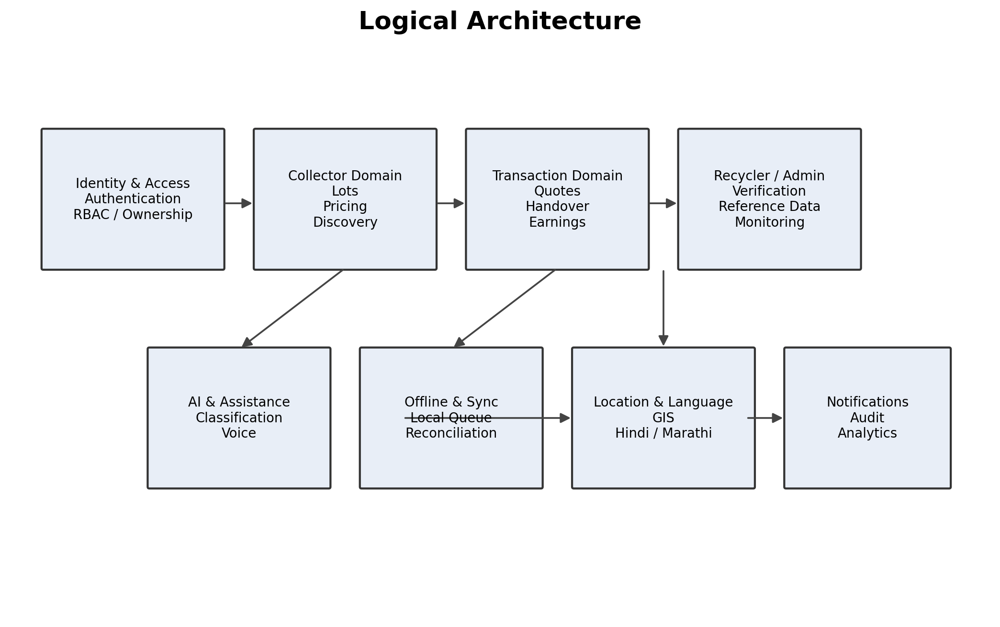 Logical Architecture
Identity & Access
Authentication
RBAC / Ownership
Collector Domain
Lots
Pricing
Discovery
Transaction Domain
Quotes
Handover
Earnings
Recycler / Admin
Verification
Reference Data
Monitoring
AI & Assistance
Classification
Voice
Offline & Sync
Local Queue
Reconciliation
Location & Language
GIS
Hindi / Marathi
Notifications
Audit
Analytics